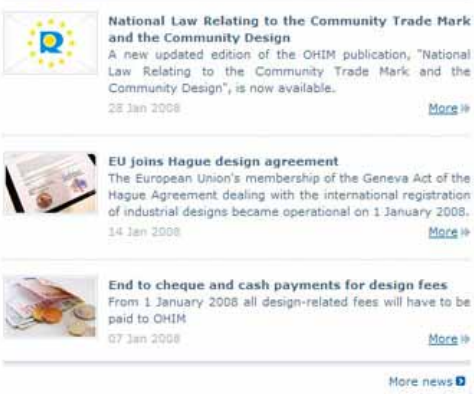 National Law Relating to the Community Trade Mark
and the Community Design
A new updated edition of the OHIM publication, "National
Law Relating to the Community Trade Mark and the
Community Design", is now available.
28 Jan 2008
More
EU joins Hague design agreement
The European Union's membership of the Geneva Act of the
Hague Agreement dealing with the international registration
of industrial designs became operational on 1 January 2008.
14 Jan 2008
More
End to cheque and cash payments for design fees
From 1 January 2008 all design-related fees will have to be
paid to OHIM
07 Jan 2008
More
More news